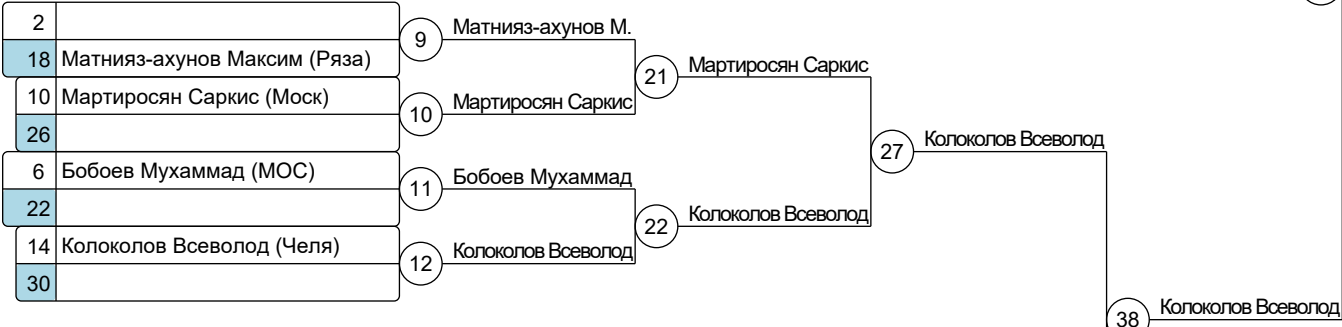 2
9
Матнияз-ахунов М.
18 Матнияз-ахунов Максим (Ряза)
21
Мартиросян Саркис
10 Мартиросян Саркис (Моск)
10
Мартиросян Саркис
26
27
Колоколов Всеволод
6 Бобоев Мухаммад (МОС)
11
Бобоев Мухаммад
22
22
Колоколов Всеволод
14 Колоколов Всеволод (Челя)
12
Колоколов Всеволод
30
38
Колоколов Всеволод